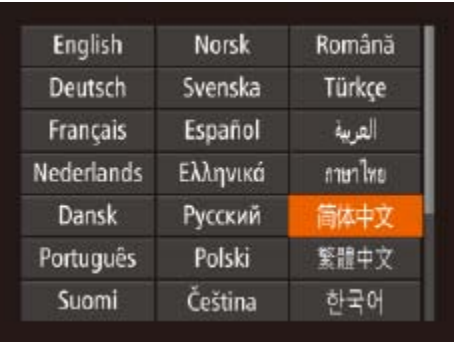 English Norsk Română
Deutsch Svenska Türkçe
Français Español العربية
Nederlands Ελληνικά ภาษาไทย
Dansk Русский 简体中文
Português Polski 繁體中文
Suomi Čeština 한국어